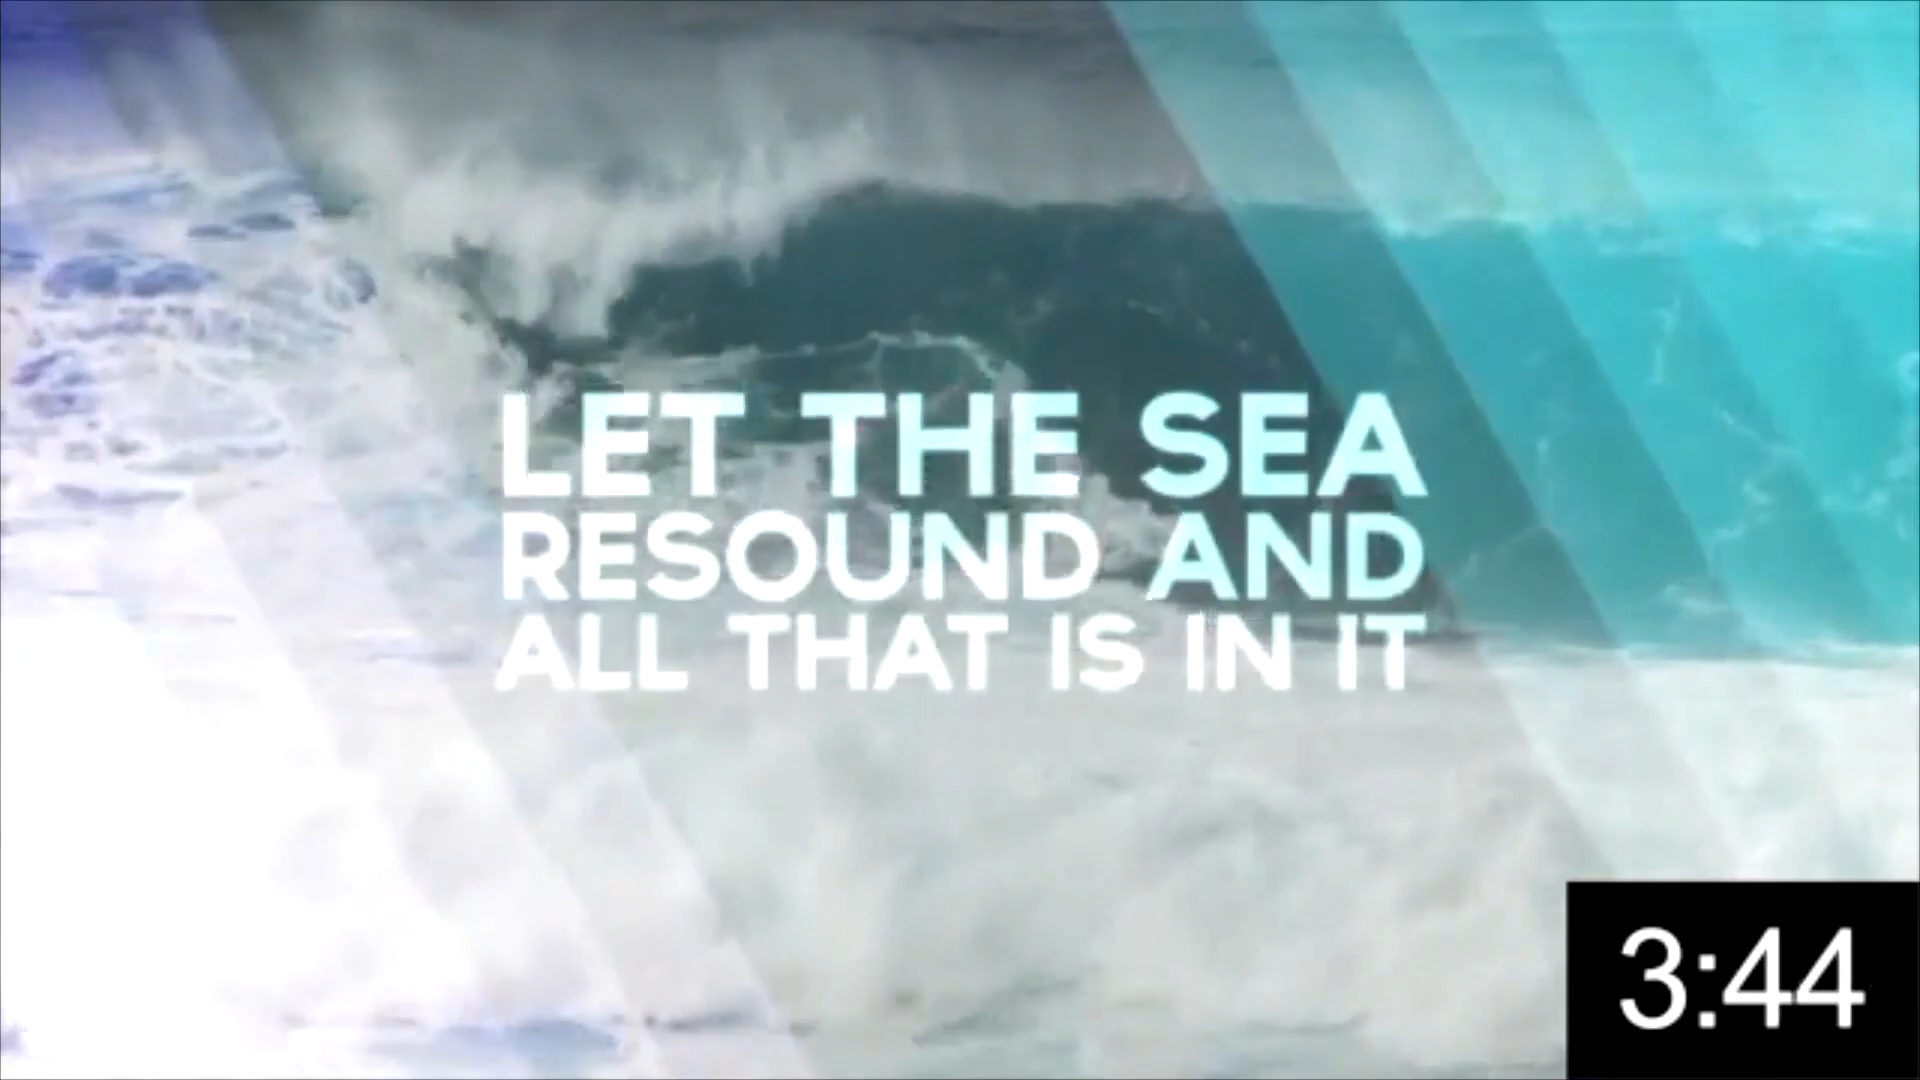 LET THE SEA
RESOUND AND
ALL THAT IS IN IT
3:44